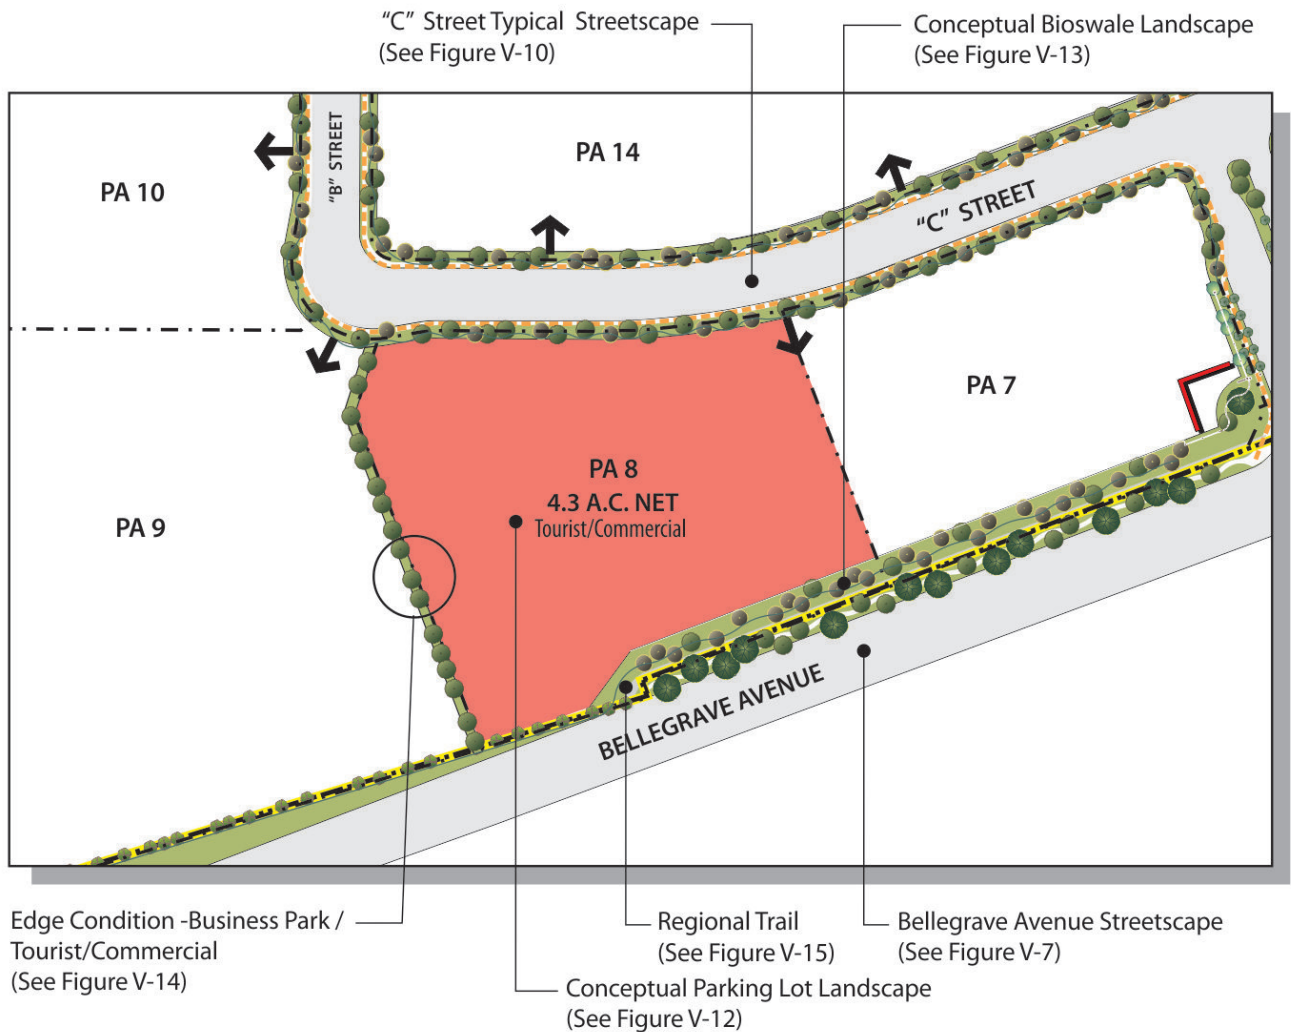 “C” Street Typical Streetscape
(See Figure V-10)
Conceptual Bioswale Landscape
(See Figure V-13)
PA 10
“B” STREET
PA 14
“C” STREET
PA 7
PA 8
4.3 A.C. NET
Tourist/Commercial
PA 9
BELLEGRAVE AVENUE
Edge Condition -Business Park /
Tourist/Commercial
(See Figure V-14)
Regional Trail
(See Figure V-15)
Bellegrave Avenue Streetscape
(See Figure V-7)
Conceptual Parking Lot Landscape
(See Figure V-12)